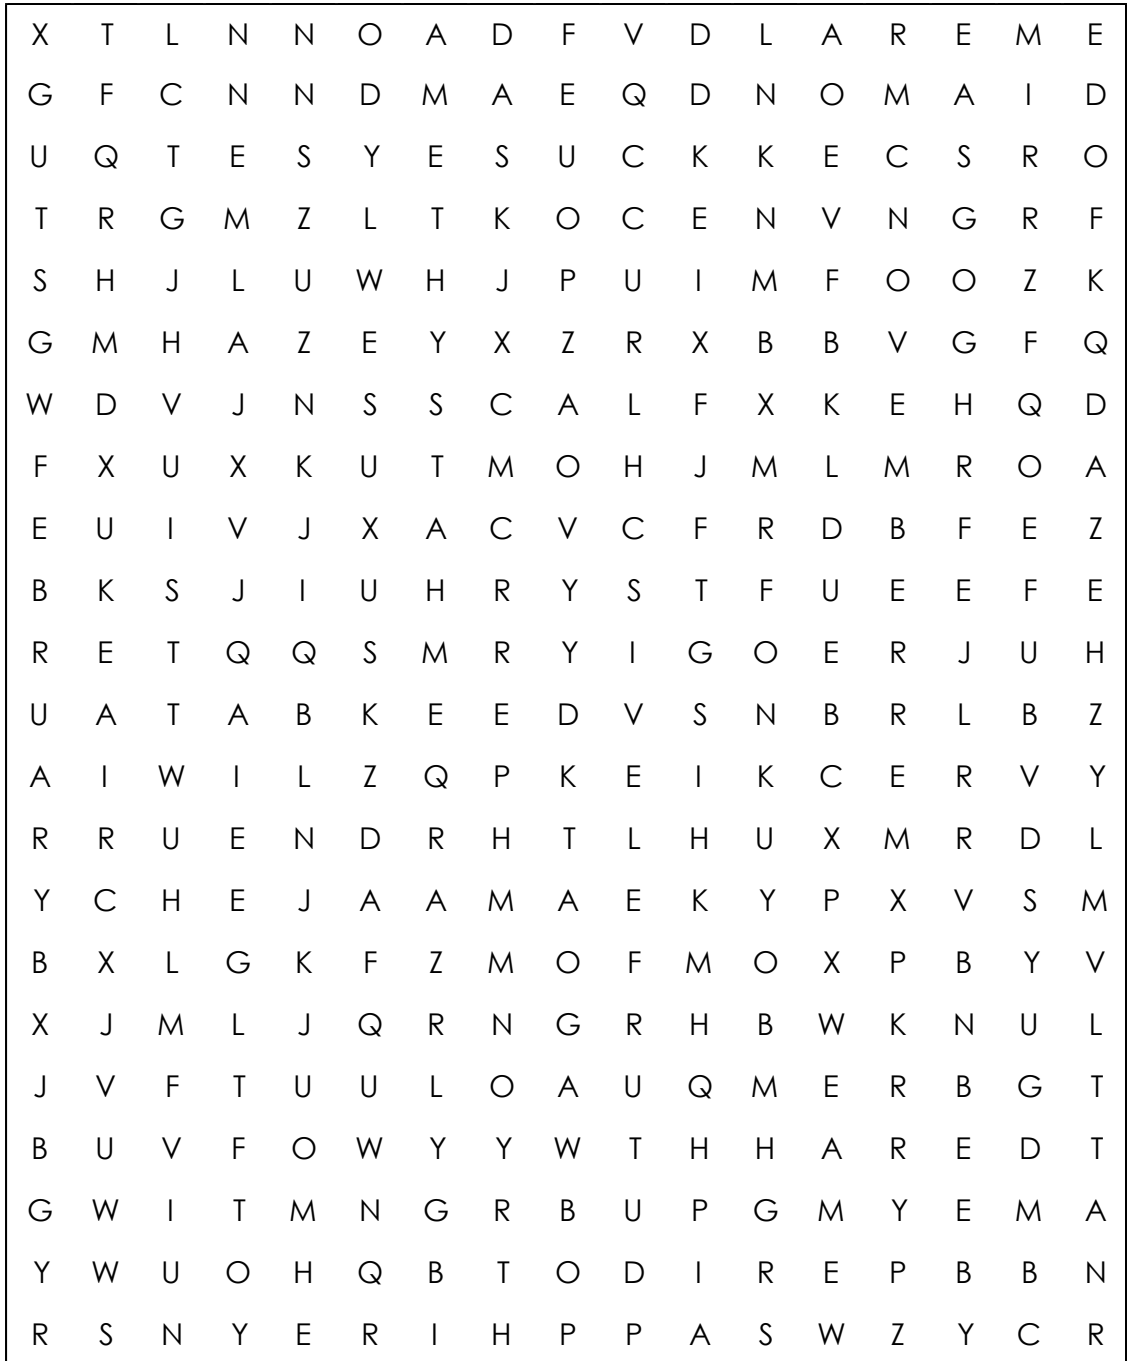 X T L N N O A D F V D L A R E M E
G F C N N D M A E Q D N O M A I D
U Q T E S Y E S U C K K E C S R O
T R G M Z L T K O C E N V N G R F
S H J L U W H J P U I M F O O Z K
G M H A Z E Y X Z R X B B V G F Q
W D V J N S S C A L F X K E H Q D
F X U X K U T M O H J M L M R O A
E U I V J X A C V C F R D B F E Z
B K S J I U H R Y S T F U E E F E
R E T Q Q S M R Y I G O E R J U H
U A T A B K E E D V S N B R L B Z
A I W I L Z Q P K E I K C E R V Y
R R U E N D R H T L H U X M R D L
Y C H E J A A M A E K Y P X V S M
B X L G K F Z M O F M O X P B Y V
X J M L J Q R N G R H B W K N U L
J V F T U U L O A U Q M E R B G T
B U V F O W Y Y W T H H A R E D T
G W I T M N G R B U P G M Y E M A
Y W U O H Q B T O D I R E P B B N
R S N Y E R I H P P A S W Z Y C R